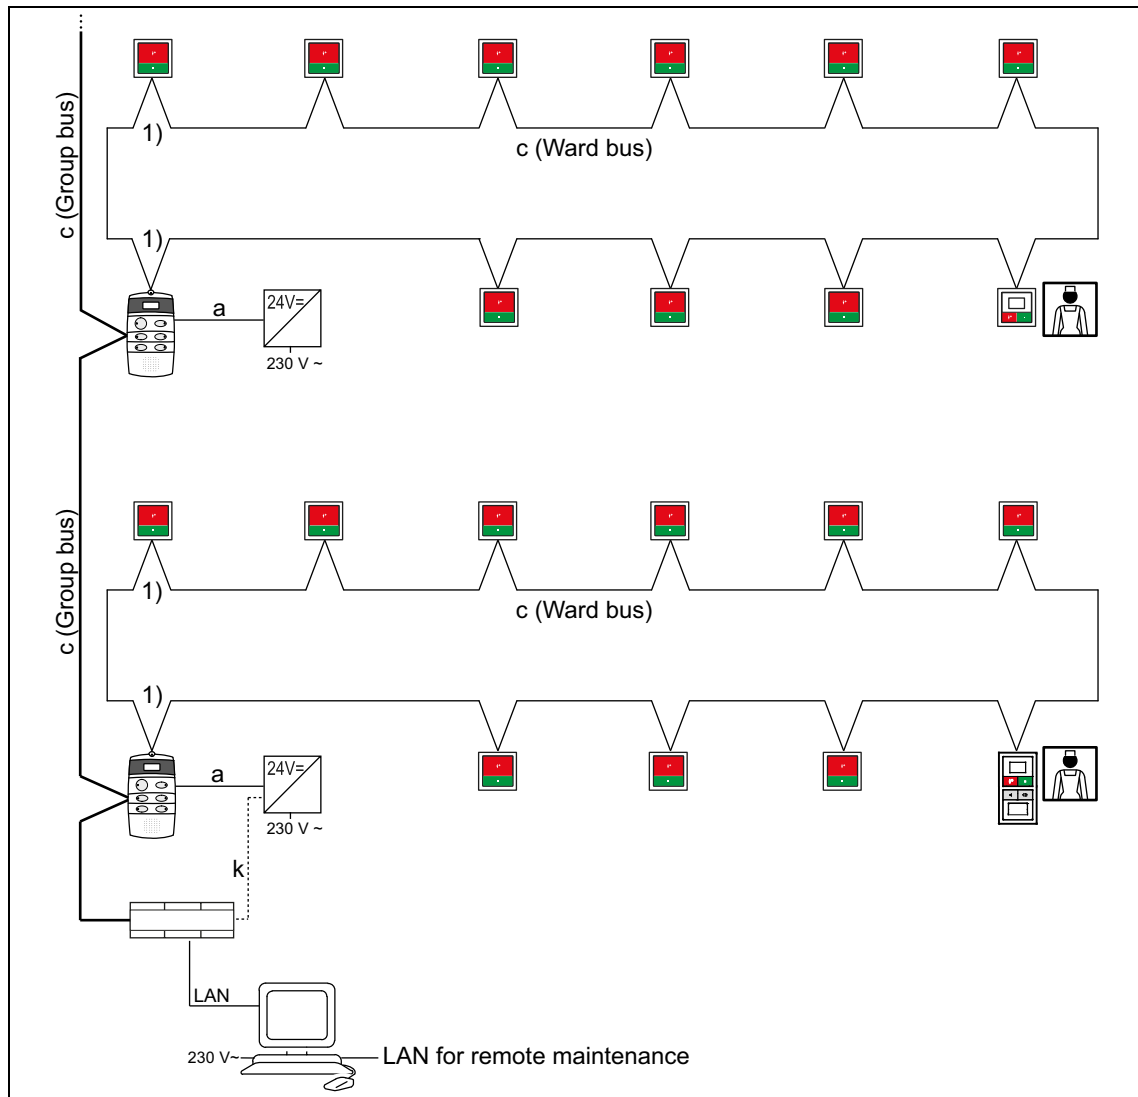 c (Group bus)
1)
c (Ward bus)
1)
a
24V=
230 V ~
c (Group bus)
1)
c (Ward bus)
1)
a
24V=
230 V ~
k
LAN
230 V~
LAN for remote maintenance